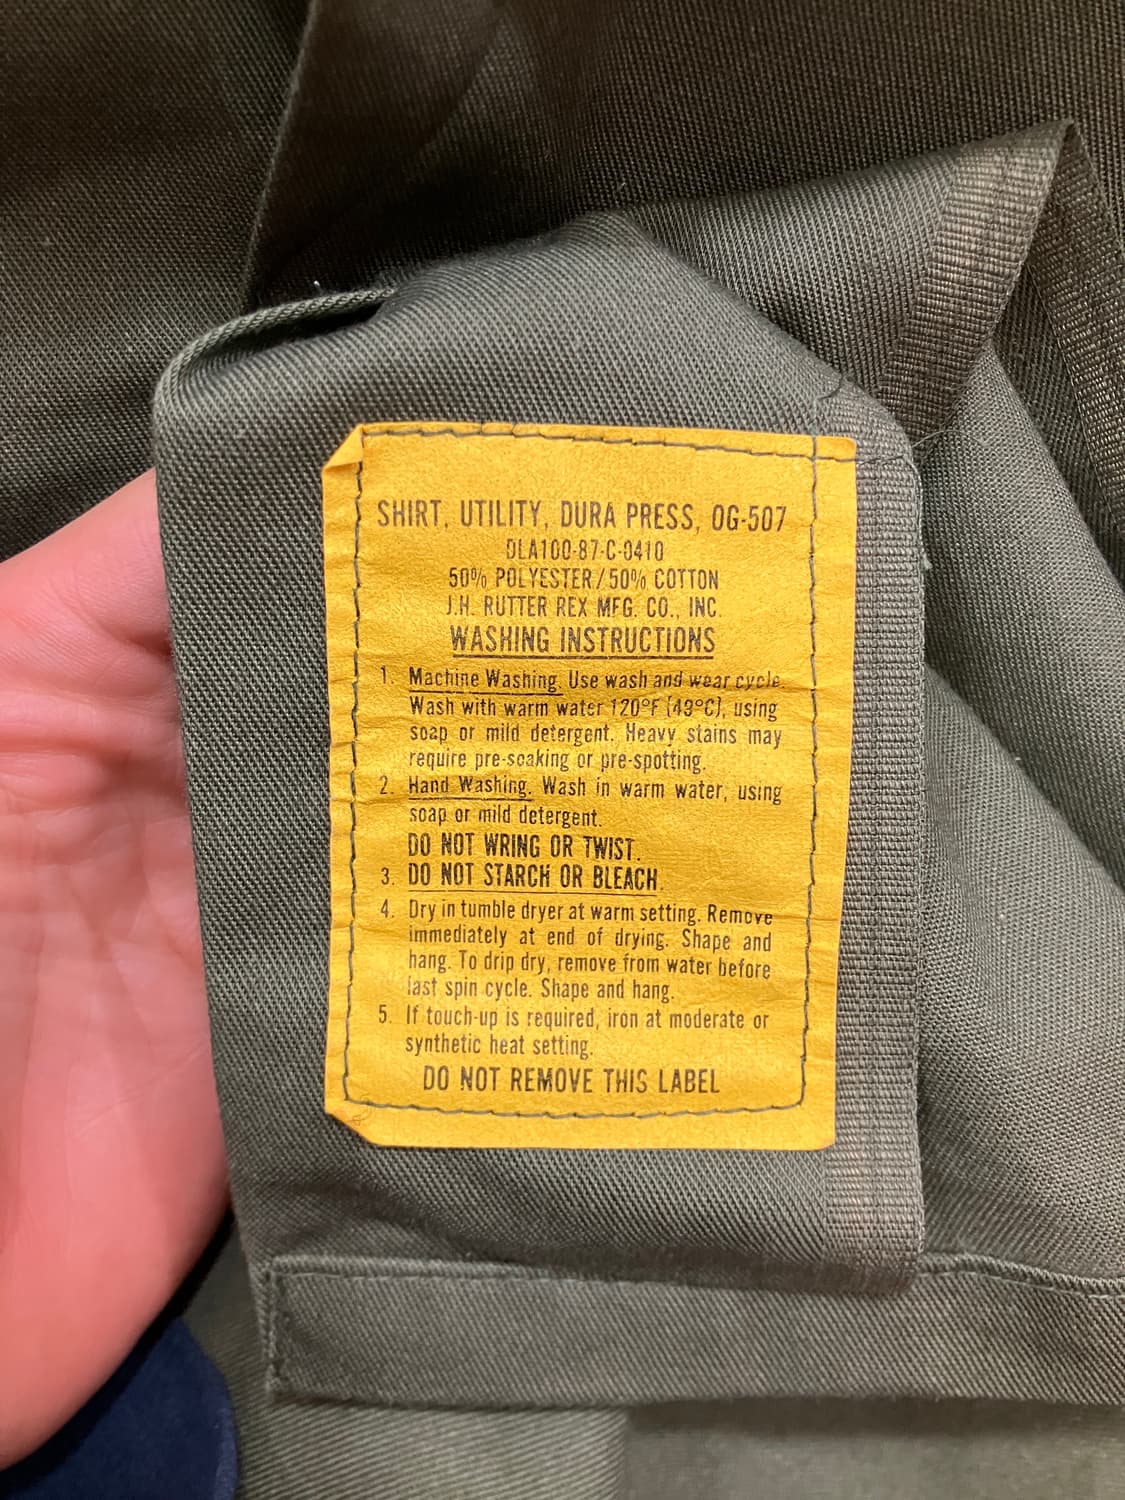 SHIRT, UTILITY, DURA PRESS, OG-507
DLA100-87-C-0410
50% POLYESTER/50% COTTON
J.H. RUTTER REX MFG. CO., INC.
WASHING INSTRUCTIONS
1. Machine Washing. Use wash and wear cycle.
Wash with warm water 120°F (49°C), using
soap or mild detergent. Heavy stains may
require pre-soaking or pre-spotting.
2. Hand Washing. Wash in warm water, using
soap or mild detergent.
DO NOT WRING OR TWIST.
3. DO NOT STARCH OR BLEACH.
4. Dry in tumble dryer at warm setting. Remove
immediately at end of drying. Shape and
hang. To drip dry, remove from water before
last spin cycle. Shape and hang.
5. If touch-up is required, iron at moderate or
synthetic heat setting.
DO NOT REMOVE THIS LABEL